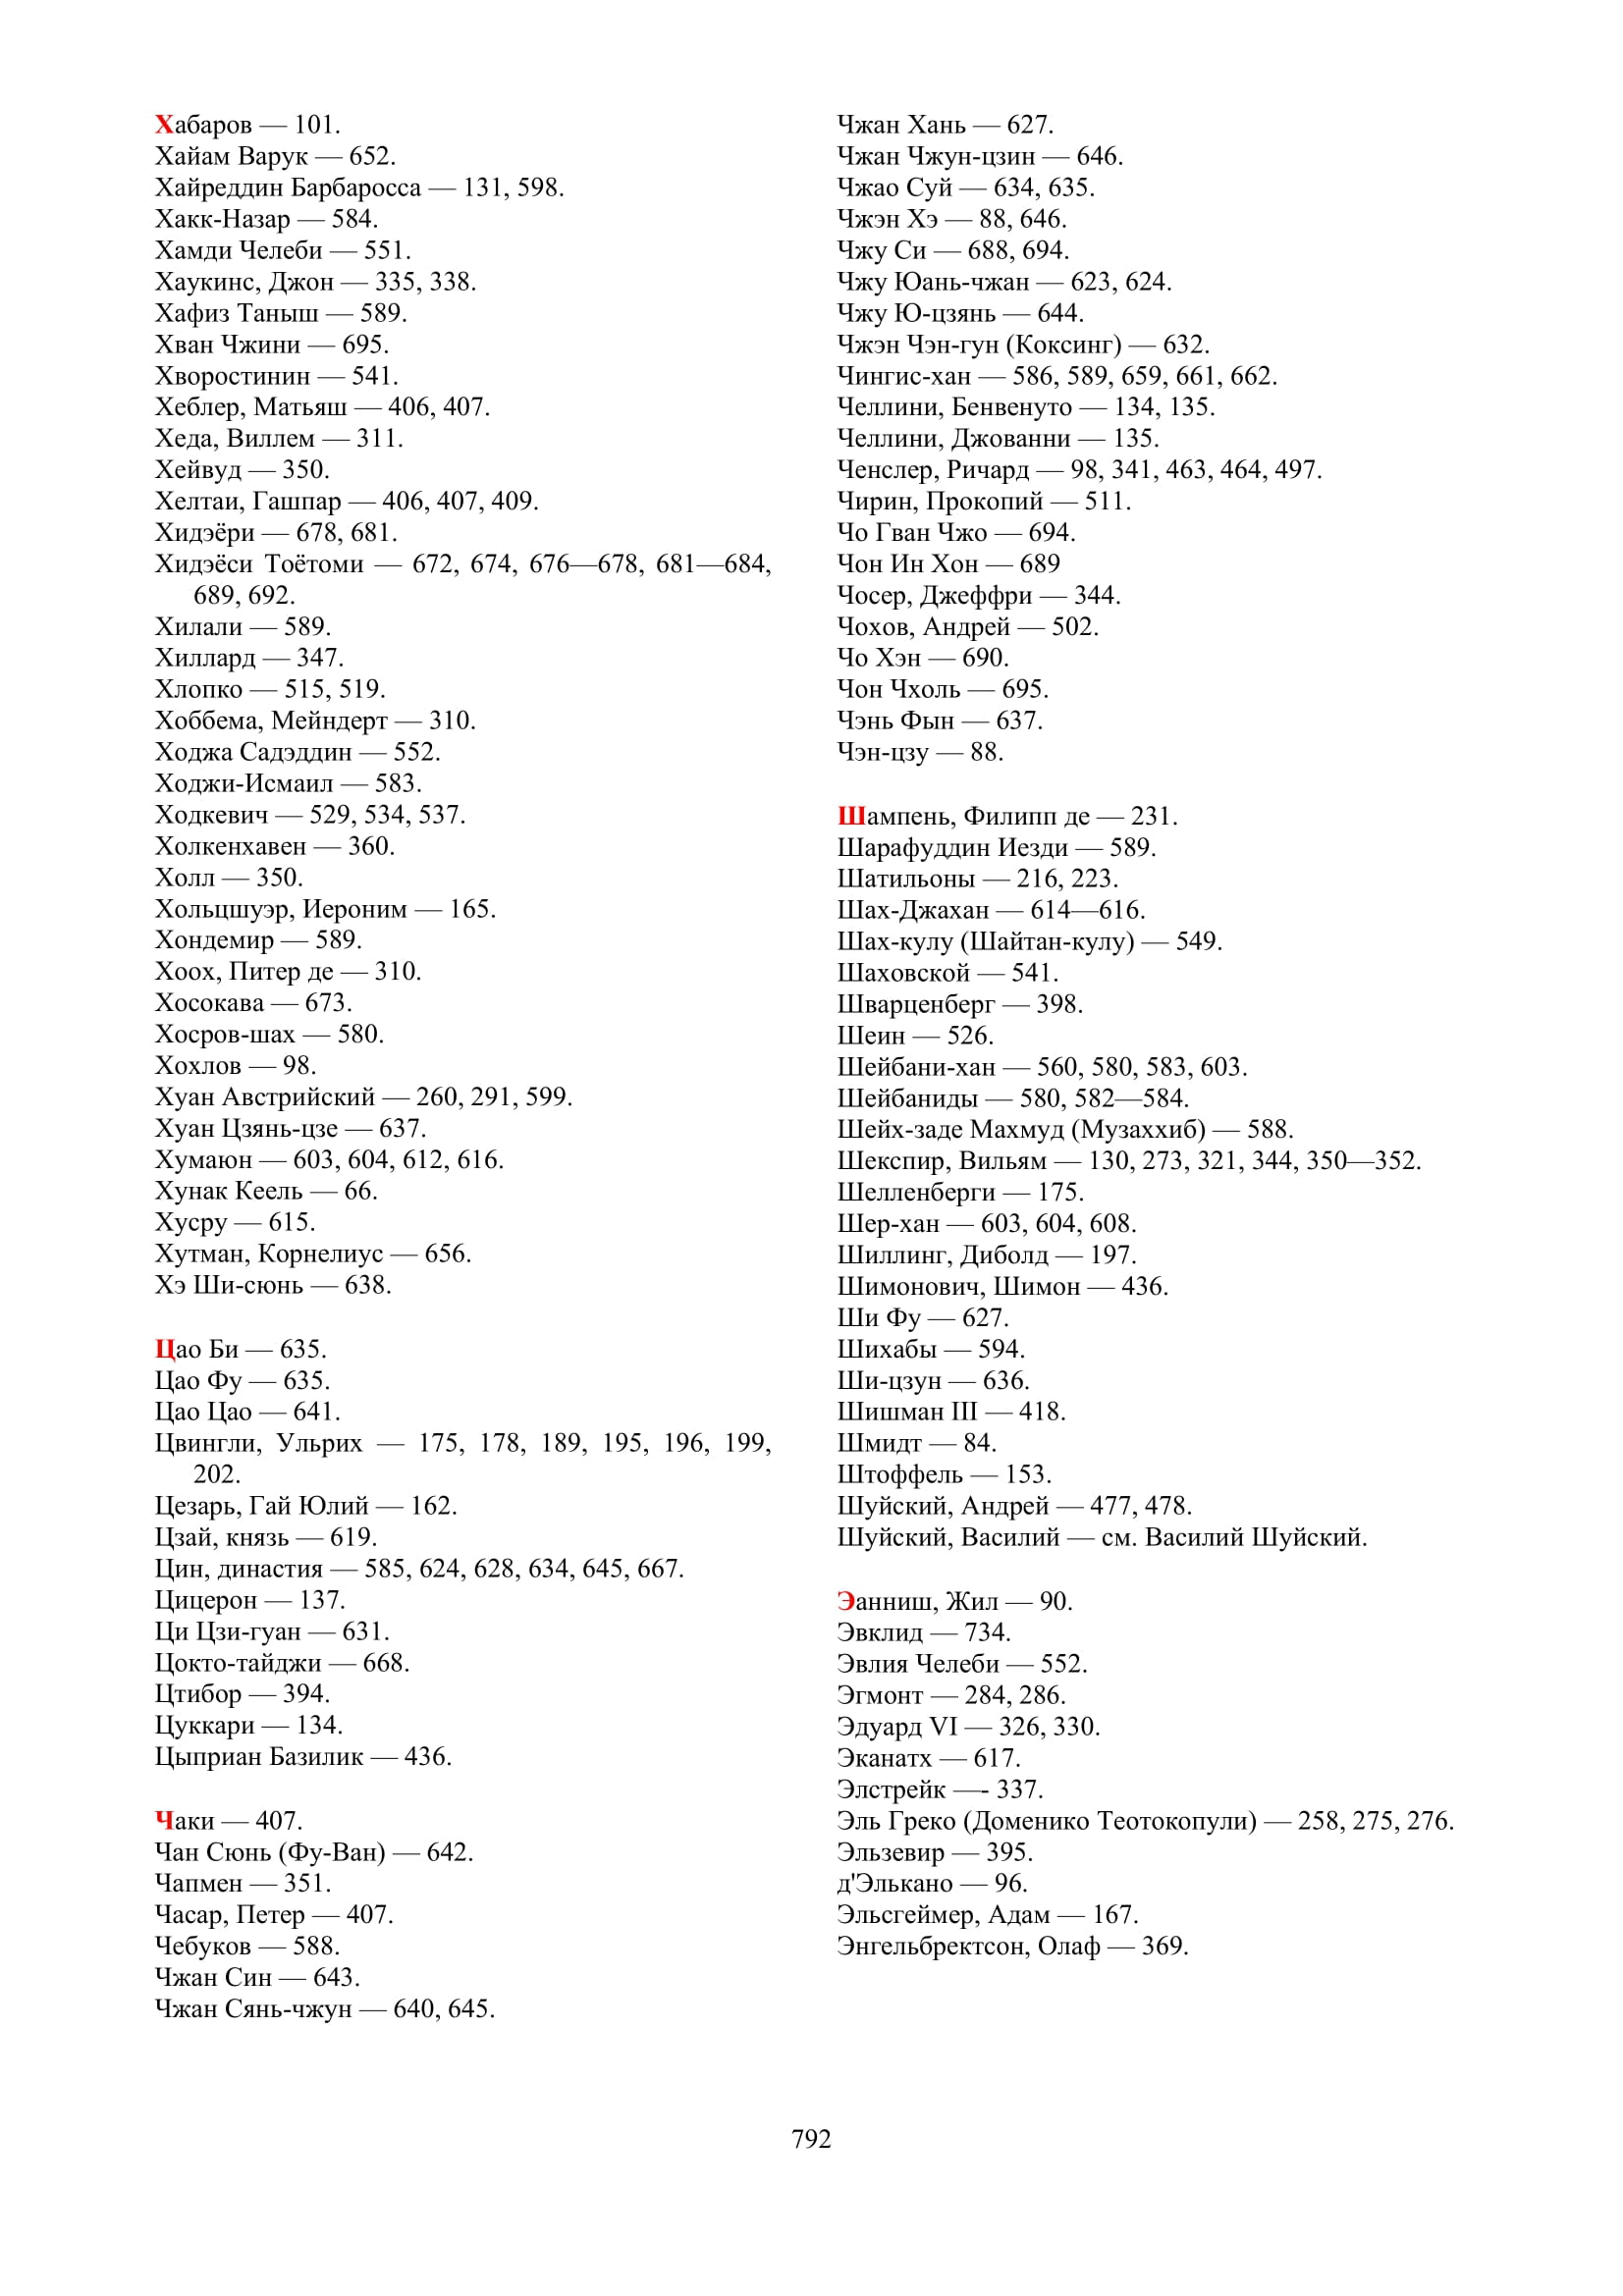 Хабаров — 101.
Хайам Варук — 652.
Хайреддин Барбаросса — 131, 598.
Хакк-Назар — 584.
Хамди Челеби — 551.
Хаукинс, Джон — 335, 338.
Хафиз Таныш — 589.
Хван Чжини — 695.
Хворостинин — 541.
Хеблер, Матьяш — 406, 407.
Хеда, Виллем — 311.
Хейвуд — 350.
Хелтаи, Гашпар — 406, 407, 409.
Хидэёри — 678, 681.
Хидэёси Тоётоми — 672, 674, 676—678, 681—684,
689, 692.
Хилали — 589.
Хиллард — 347.
Хлопко — 515, 519.
Хоббема, Мейндерт — 310.
Ходжа Садэддин — 552.
Ходжи-Исмаил — 583.
Ходкевич — 529, 534, 537.
Холкенхавен — 360.
Холл — 350.
Хольцшуэр, Иероним — 165.
Хондемир — 589.
Хоох, Питер де — 310.
Хосокава — 673.
Хосров-шах — 580.
Хохлов — 98.
Хуан Австрийский — 260, 291, 599.
Хуан Цзянь-цзе — 637.
Хумаюн — 603, 604, 612, 616.
Хунак Кеель — 66.
Хусру — 615.
Хутман, Корнелиус — 656.
Хэ Ши-сюнь — 638.
Цао Би — 635.
Цао Фу — 635.
Цао Цао — 641.
Цвингли, Ульрих — 175, 178, 189, 195, 196, 199,
202.
Цезарь, Гай Юлий — 162.
Цзай, князь — 619.
Цин, династия — 585, 624, 628, 634, 645, 667.
Цицерон — 137.
Ци Цзи-гуан — 631.
Цокто-тайджи — 668.
Цтибор — 394.
Цуккари — 134.
Цыприан Базилик — 436.
Чаки — 407.
Чан Сюнь (Фу-Ван) — 642.
Чапмен — 351.
Часар, Петер — 407.
Чебуков — 588.
Чжан Син — 643.
Чжан Сянь-чжун — 640, 645.
Чжан Хань — 627.
Чжан Чжун-цзин — 646.
Чжао Суй — 634, 635.
Чжэн Хэ — 88, 646.
Чжу Си — 688, 694.
Чжу Юань-чжан — 623, 624.
Чжу Ю-цзянь — 644.
Чжэн Чэн-гун (Коксинг) — 632.
Чингис-хан — 586, 589, 659, 661, 662.
Челлини, Бенвенуто — 134, 135.
Челлини, Джованни — 135.
Ченслер, Ричард — 98, 341, 463, 464, 497.
Чирин, Прокопий — 511.
Чо Гван Чжо — 694.
Чон Ин Хон — 689
Чосер, Джеффри — 344.
Чохов, Андрей — 502.
Чо Хэн — 690.
Чон Чхоль — 695.
Чэнь Фын — 637.
Чэн-цзу — 88.
Шампень, Филипп де — 231.
Шарафуддин Иезди — 589.
Шатильоны — 216, 223.
Шах-Джахан — 614—616.
Шах-кулу (Шайтан-кулу) — 549.
Шаховской — 541.
Шварценберг — 398.
Шеин — 526.
Шейбани-хан — 560, 580, 583, 603.
Шейбаниды — 580, 582—584.
Шейх-заде Махмуд (Музаххиб) — 588.
Шекспир, Вильям — 130, 273, 321, 344, 350—352.
Шелленберги — 175.
Шер-хан — 603, 604, 608.
Шиллинг, Диболд — 197.
Шимонович, Шимон — 436.
Ши Фу — 627.
Шихабы — 594.
Ши-цзун — 636.
Шишман III — 418.
Шмидт — 84.
Штоффель — 153.
Шуйский, Андрей — 477, 478.
Шуйский, Василий — см. Василий Шуйский.
Эанниш, Жил — 90.
Эвклид — 734.
Эвлия Челеби — 552.
Эгмонт — 284, 286.
Эдуард VI — 326, 330.
Эканатх — 617.
Элстрейк —- 337.
Эль Греко (Доменико Теотокопули) — 258, 275, 276.
Эльзевир — 395.
д'Элькано — 96.
Эльсгеймер, Адам — 167.
Энгельбректсон, Олаф — 369.
792